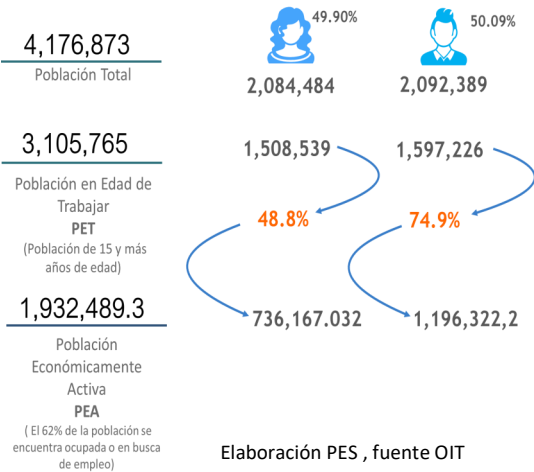 4,176,873
Población Total
49.90%
2,084,484
50.09%
2,092,389
3,105,765
Población en Edad de
Trabajar
PET
(Población de 15 y más
años de edad)
1,508,539
1,597,226
48.8%
74.9%
1,932,489.3
Población
Económicamente
Activa
PEA
( El 62% de la población se
encuentra ocupada o en busca
de empleo)
736,167.032
1,196,322,2
Elaboración PES , fuente OIT